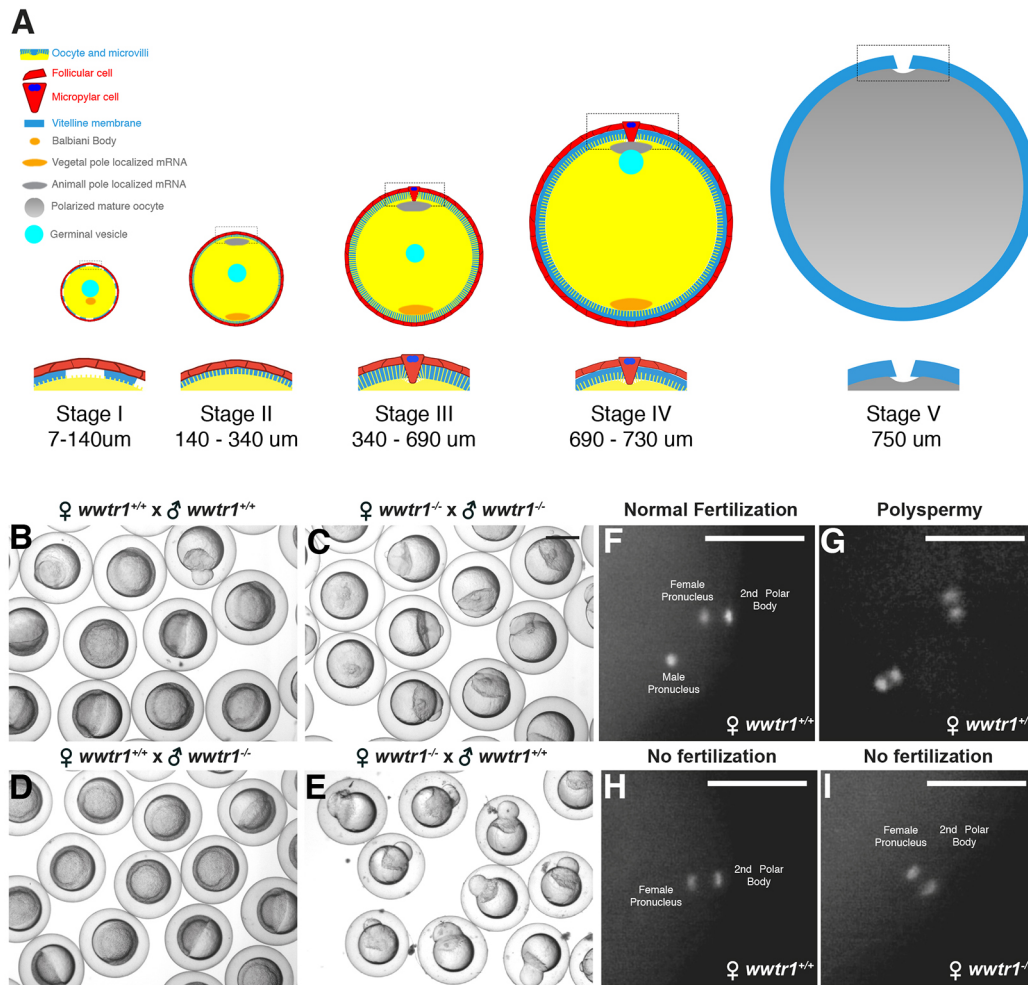 A
Oocyte and microvilli
Follicular cell
Micropylar cell
Vitelline membrane
Balbiani Body
Vegetal pole localized mRNA
Animall pole localized mRNA
Polarized mature oocyte
Germinal vesicle
Stage I
7-140um
Stage II
140 - 340 um
Stage III
340 - 690 um
Stage IV
690 - 730 um
Stage V
750 um
♀ wwtr1+/+ x ♂ wwtr1+/+
B
♀ wwtr1-/- x ♂ wwtr1-/-
C
Normal Fertilization
F
Female
Pronucleus
2nd Polar
Body
Male
Pronucleus
♀ wwtr1+/+
Polyspermy
G
♀ wwtr1+/+
♀ wwtr1+/+ x ♂ wwtr1-/-
D
♀ wwtr1-/- x ♂ wwtr1+/+
E
No fertilization
H
Female
Pronucleus
2nd Polar
Body
♀ wwtr1+/+
No fertilization
I
Female
Pronucleus
2nd Polar
Body
♀ wwtr1-/-